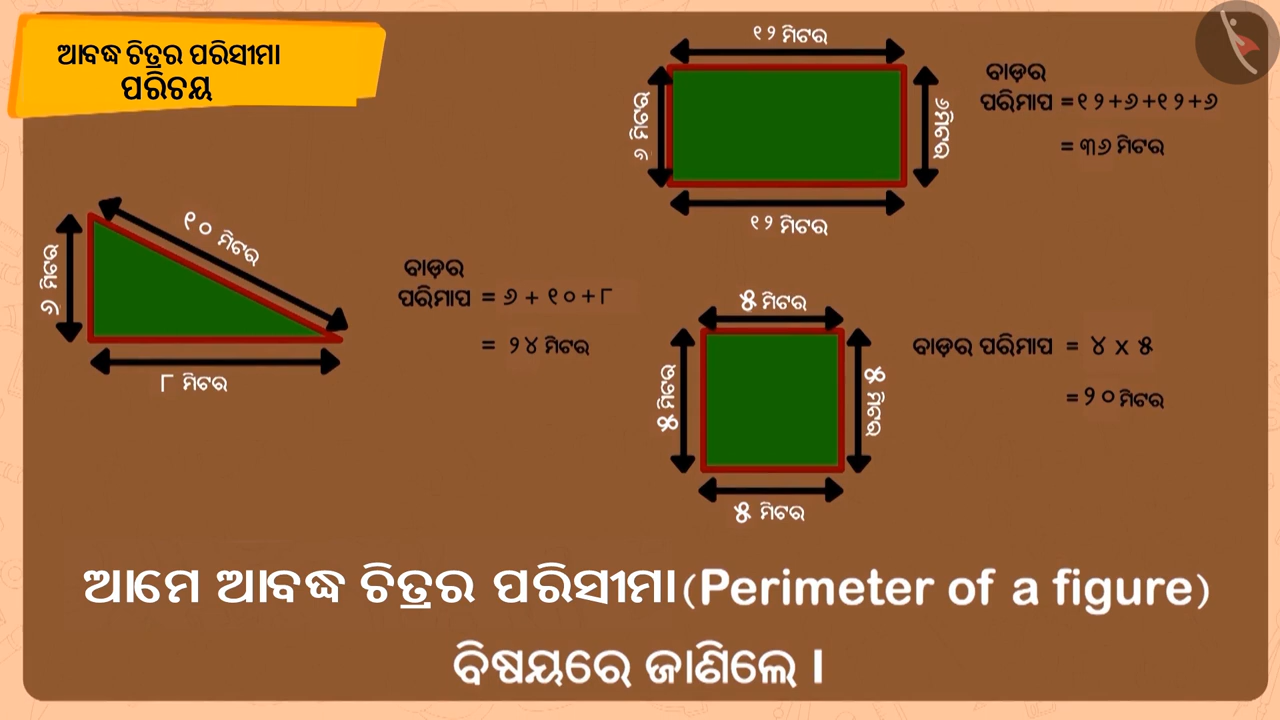 ଆବଦ୍ଧ ଚିତ୍ରର ପରିସୀମା
ପରିଚୟ
୧୨ ମିଟର
୬ ମିଟର
୬ମିଟର
୧୨ ମିଟର
ବାଡ଼ର
ପରିମାପ =୧୨+୬+୧୨+୬
= ୩୬ ମିଟର
୬ ମିଟର
୧୦ ମିଟର
୮ ମିଟର
ବାଡ଼ର
ପରିମାପ = ୬ + ୧୦+୮
= ୨୪ ମିଟର
୫ ମିଟର
୫ ମିଟର
୫ ମିଟର
୫ ମିଟର
ବାଡ଼ର ପରିମାପ = ୪ x ୫
= ୨୦ ମିଟର
ଆମେ ଆବଦ୍ଧ ଚିତ୍ରର ପରିସୀମା(Perimeter of a figure)
ବିଷୟରେ ଜାଣିଲେ ।